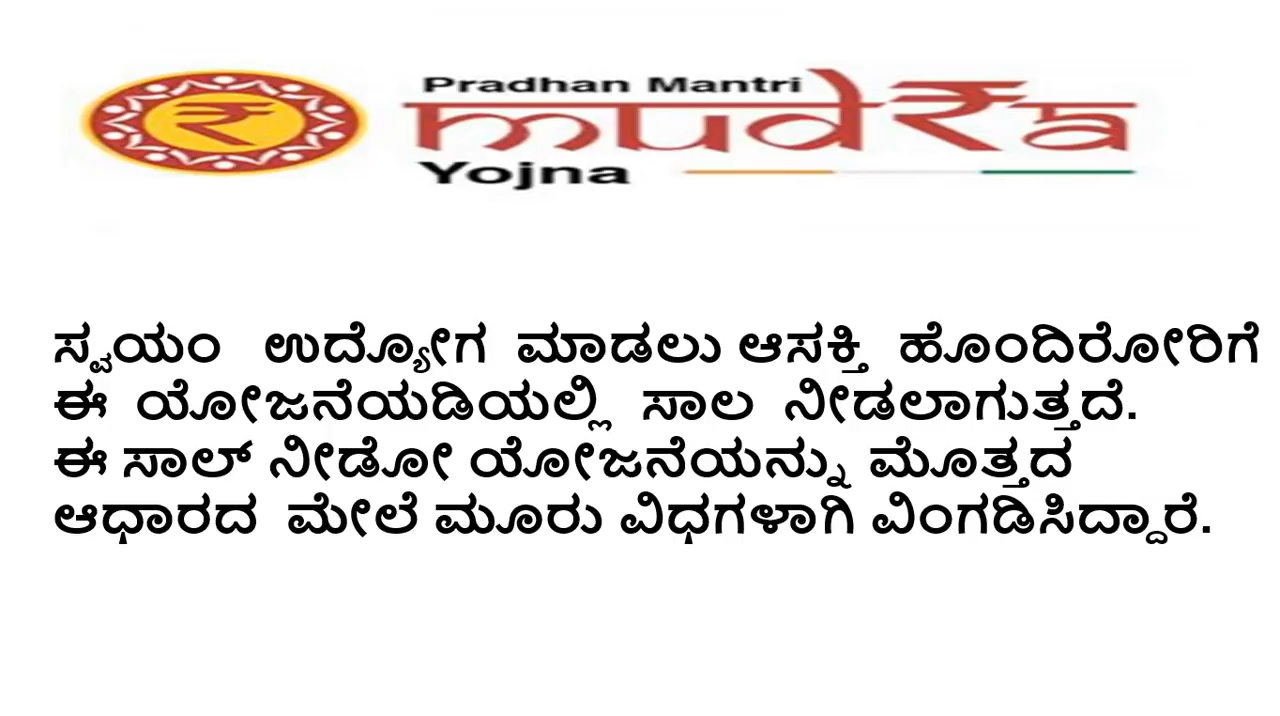 Pradhan Mantri
mudRa
Yojna
ಸ್ವಯಂ ಉದ್ಯೋಗ ಮಾಡಲು ಆಸಕ್ತಿ ಹೊಂದಿರೋರಿಗೆ
ಈ ಯೋಜನೆಯಡಿಯಲ್ಲಿ ಸಾಲ ನೀಡಲಾಗುತ್ತದೆ.
ಈ ಸಾಲ್ ನೀಡೋ ಯೋಜನೆಯನ್ನು ಮೊತ್ತದ
ಆಧಾರದ ಮೇಲೆ ಮೂರು ವಿಧಗಳಾಗಿ ವಿಂಗಡಿಸಿದ್ದಾರೆ.